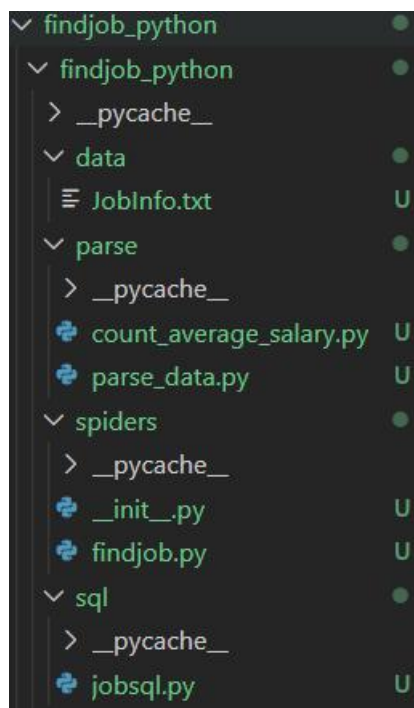 findjob_python
findjob_python
__pycache__
data
JobInfo.txt U
parse
__pycache__
count_average_salary.py U
parse_data.py U
spiders
__pycache__
__init__.py U
findjob.py U
sql
__pycache__
jobsql.py U